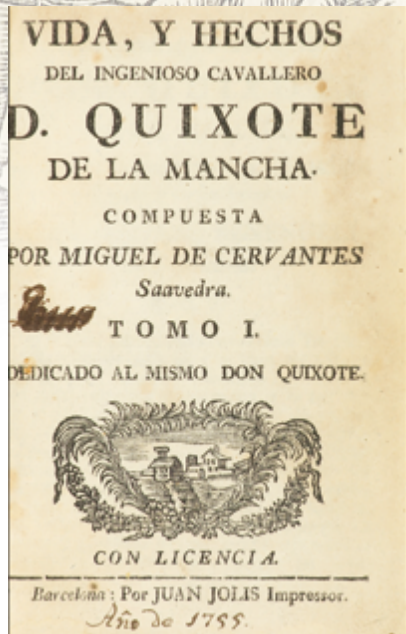 VIDA, Y HECHOS
DEL INGENIOSO CAVALLERO
D. QUIXOTE
DE LA MANCHA.
COMPUESTA
POR MIGUEL DE CERVANTES
Saavedra.
TOMO I.
DEDICADO AL MISMO DON QUIXOTE.
CON LICENCIA.
Barcelona: Por JUAN JOLIS Impressor.
Año de 1755.